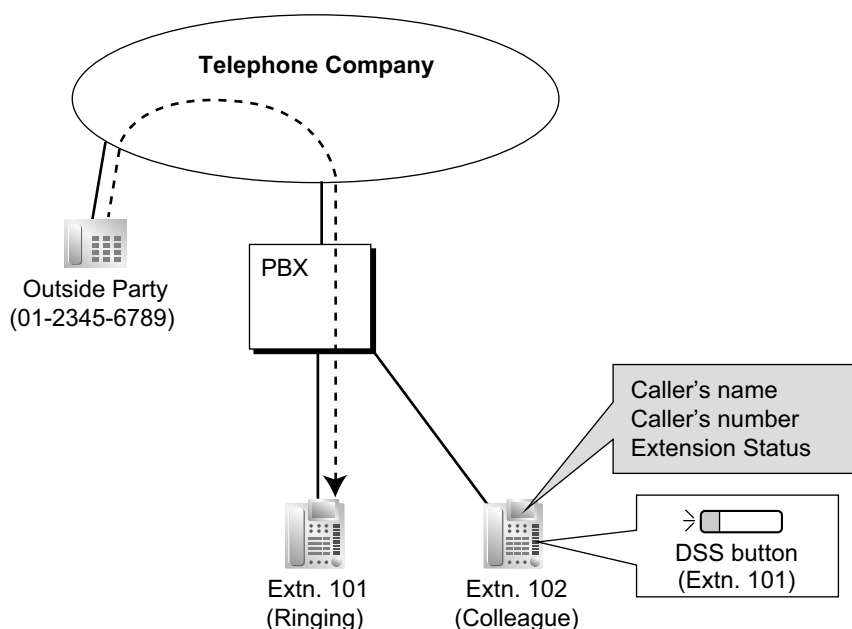 Telephone Company
PBX
Outside Party
(01-2345-6789)
Caller’s name
Caller’s number
Extension Status
DSS button
(Extn. 101)
Extn. 101
(Ringing)
Extn. 102
(Colleague)